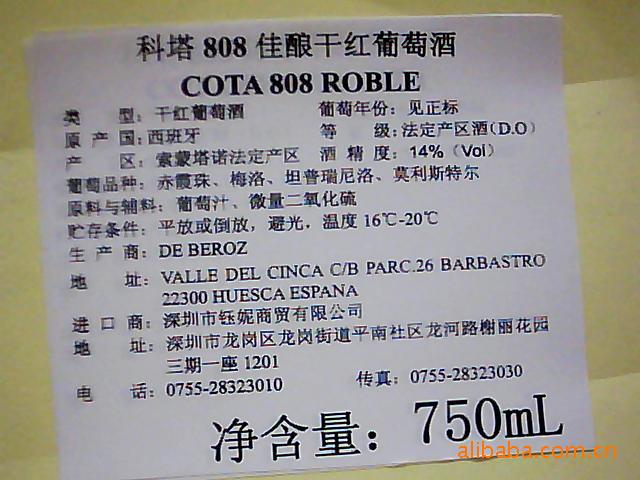 科塔 808 佳酿干红葡萄酒
COTA 808 ROBLE
类 型：干红葡萄酒 葡萄年份：见正标
原 产 国：西班牙 等 级：法定产区酒（D.O）
产 区：索蒙塔诺法定产区 酒 精 度：14%（Vol）
葡萄品种：赤霞珠、梅洛、坦普瑞尼洛、莫利斯特尔
原料与辅料：葡萄汁、微量二氧化硫
贮存条件：平放或倒放，避光．温度 16℃-20℃
生 产 商：DE BEROZ
地 址：VALLE DEL CINCA C/B PARC.26 BARBASTRO
22300 HUESCA ESPANA
进 口 商：深圳市钰妮商贸有限公司
地 址：深圳市龙岗区龙岗街道平南社区龙河路榭丽花园
三期一座 1201
电 话：0755-28323010 传真：0755-28323030
净含量：750mL
alibaba.com.cn